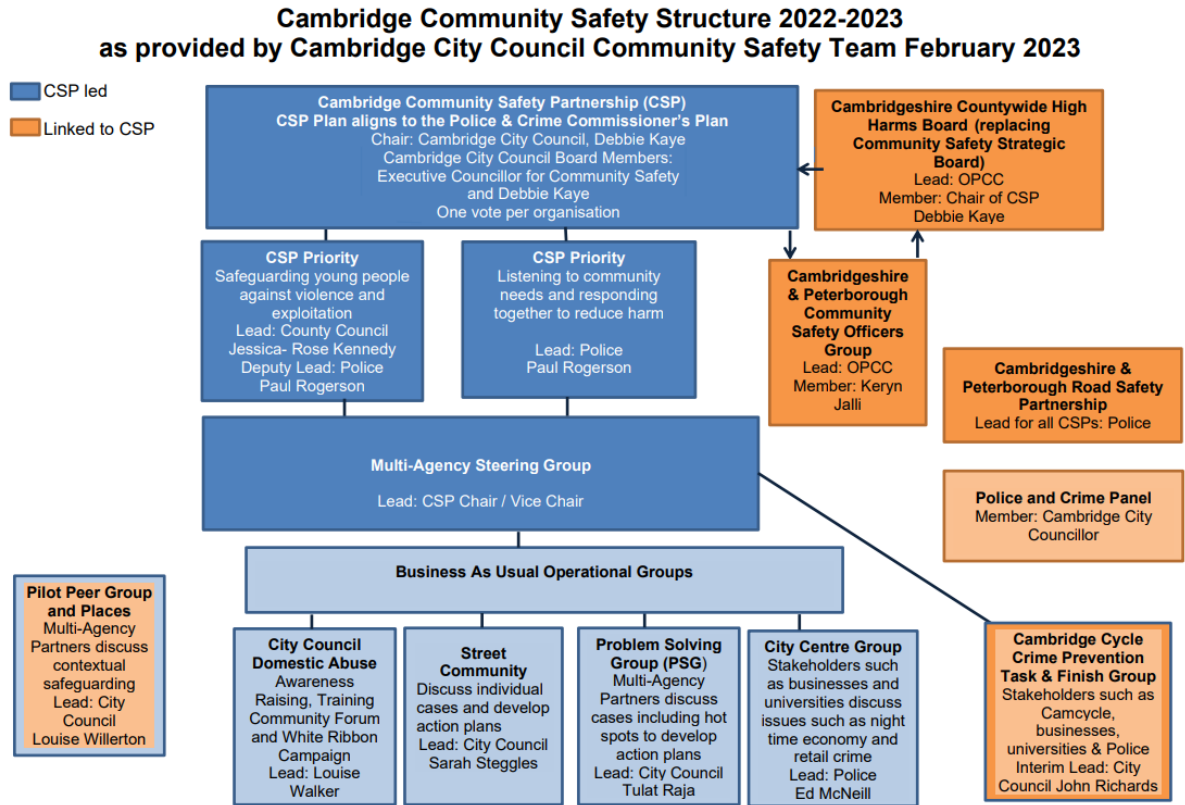 Cambridge Community Safety Structure 2022-2023
as provided by Cambridge City Council Community Safety Team February 2023
CSP led
Linked to CSP
Cambridge Community Safety Partnership (CSP)
CSP Plan aligns to the Police & Crime Commissioner's Plan
Chair: Cambridge City Council, Debbie Kaye
Cambridge City Council Board Members:
Executive Councillor for Community Safety
and Debbie Kaye
One vote per organisation
Cambridgeshire Countywide High
Harms Board (replacing
Community Safety Strategic
Board)
Lead: OPCC
Member: Chair of CSP
Debbie Kaye
CSP Priority
Safeguarding young people
against violence and
exploitation
Lead: County Council
Jessica- Rose Kennedy
Deputy Lead: Police
Paul Rogerson
CSP Priority
Listening to community
needs and responding
together to reduce harm
Lead: Police
Paul Rogerson
Cambridgeshire
& Peterborough
Community
Safety Officers
Group
Lead: OPCC
Member: Keryn
Jalli
Cambridgeshire &
Peterborough Road Safety
Partnership
Lead for all CSPs: Police
Multi-Agency Steering Group
Lead: CSP Chair / Vice Chair
Police and Crime Panel
Member: Cambridge City
Councillor
Business As Usual Operational Groups
Pilot Peer Group
and Places
Multi-Agency
Partners discuss
contextual
safeguarding
Lead: City
Council
Louise Willerton
City Council
Domestic Abuse
Awareness
Raising, Training
Community Forum
and White Ribbon
Campaign
Lead: Louise
Walker
Street
Community
Discuss individual
cases and develop
action plans
Lead: City Council
Sarah Steggles
Problem Solving
Group (PSG)
Multi-Agency
Partners discuss
cases including hot
spots to develop
action plans
Lead: City Council
Tulat Raja
City Centre Group
Stakeholders such
as businesses and
universities discuss
issues such as night
time economy and
retail crime
Lead: Police
Ed McNeill
Cambridge Cycle
Crime Prevention
Task & Finish Group
Stakeholders such as
Camcycle,
businesses,
universities & Police
Interim Lead: City
Council John Richards